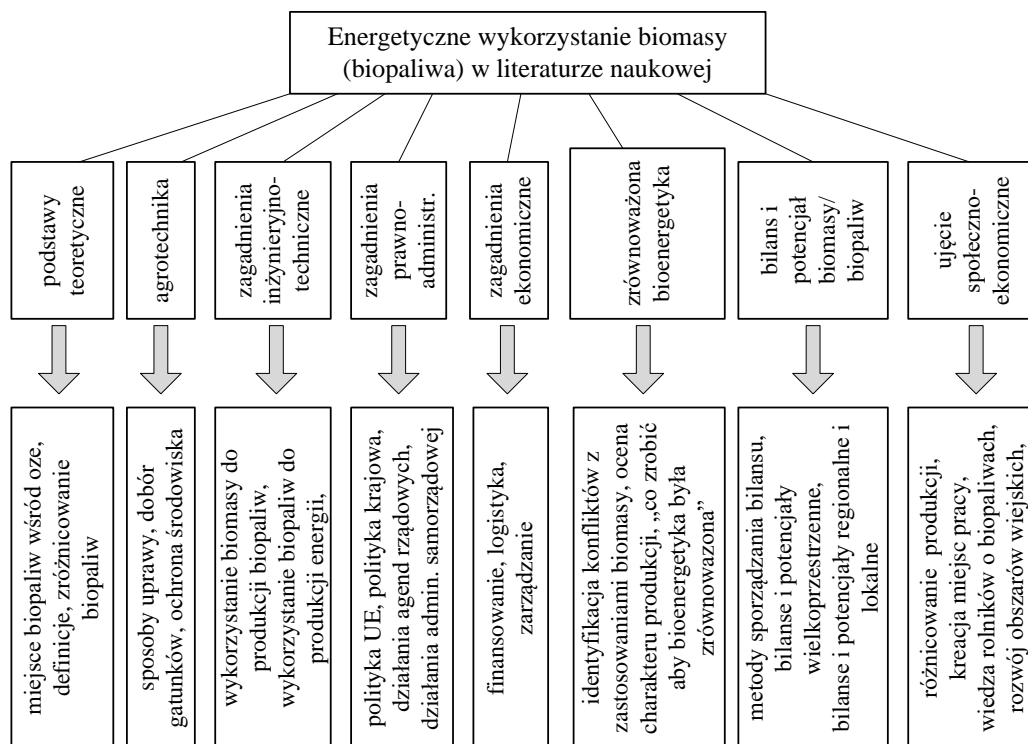 Energetyczne wykorzystanie biomasy
(biopaliwa) w literaturze naukowej
podstawy
teoretyczne
agrotechnika
zagadnienia
inżynieryjno-
techniczne
zagadnienia
prawno-
administr.
zagadnienia
ekonomiczne
zrównoważona
bioenergetyka
bilans i
potencjał
biomasy/
biopaliw
ujęcie
społeczno-
ekonomiczne
miejsce biopaliw wśród oze,
definicje, zróżnicowanie
biopaliw
sposoby uprawy, dobór
gatunków, ochrona środowiska
wykorzystanie biomasy do
produkcji biopaliw,
wykorzystanie biopaliw do
produkcji energii,
polityka UE, polityka krajowa,
działania agend rządowych,
działania admin. samorządowej
finansowanie, logistyka,
zarządzanie
identyfikacja konfliktów z
zastosowaniami biomasy, ocena
charakteru produkcji, „co zrobić
aby bioenergetyka była
zrównowazona”
metody sporządzania bilansu,
bilanse i potencjały
wielkoprzestrzenne,
bilanse i potencjały regionalne i
lokalne
różnicowanie produkcji,
kreacja miejsc pracy,
wiedza rolników o biopaliwach,
rozwój obszarów wiejskich,